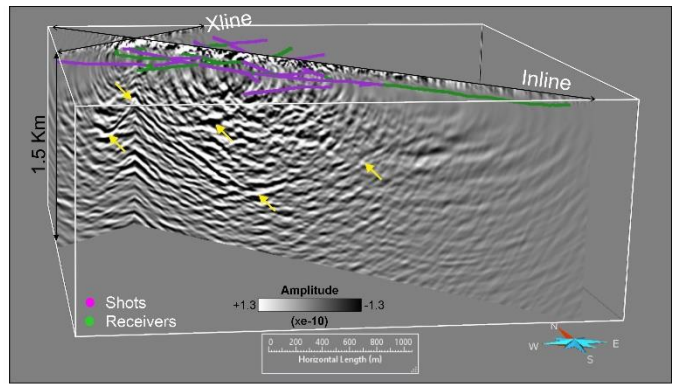 Xline
Inline
1.5 Km
Amplitude
+1.3 -1.3
(xe-10)
Shots
Receivers
0 200 400 600 800 1000
Horizontal Length (m)
N
W E
S